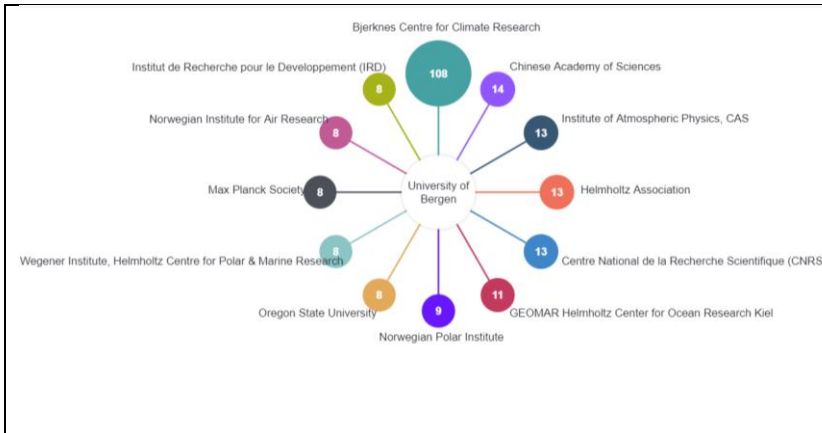 Bjerknes Centre for Climate Research
108
Institut de Recherche pour le Developpement (IRD)
8
Chinese Academy of Sciences
14
Norwegian Institute for Air Research
8
Institute of Atmospheric Physics, CAS
13
Max Planck Society
8
University of
Bergen
13
Helmholtz Association
Wegener Institute, Helmholtz Centre for Polar & Marine Research
8
13
Centre National de la Recherche Scientifique (CNRS
Oregon State University
8
9
Norwegian Polar Institute
11
GEOMAR Helmholtz Center for Ocean Research Kiel